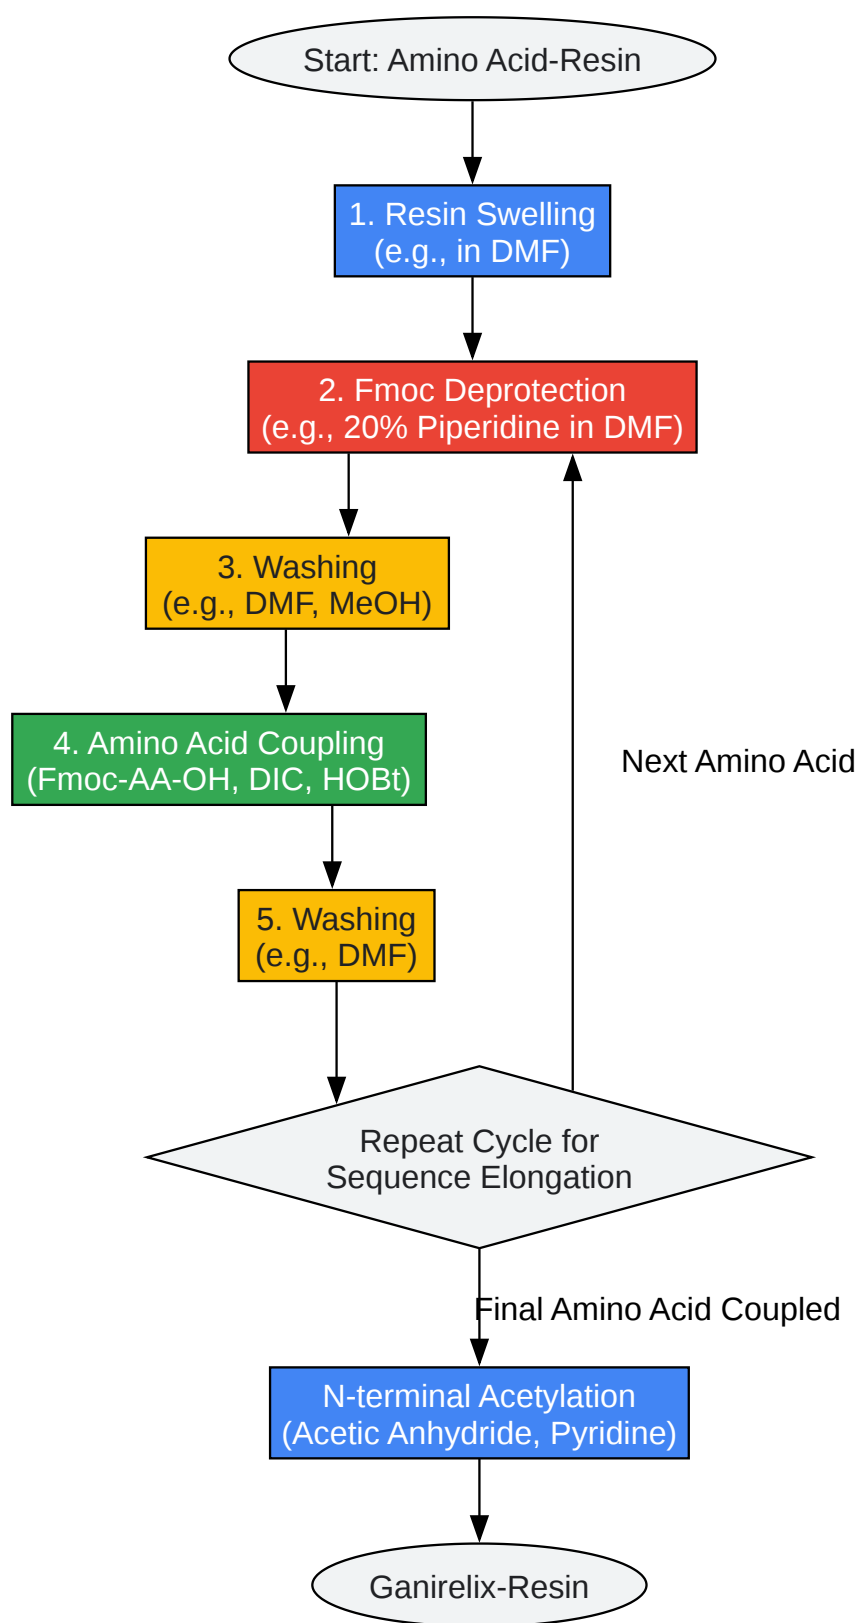 Start: Amino Acid-Resin
1. Resin Swelling
(e.g., in DMF)
2. Fmoc Deprotection
(e.g., 20% Piperidine in DMF)
3. Washing
(e.g., DMF, MeOH)
4. Amino Acid Coupling
(Fmoc-AA-OH, DIC, HOBt)
Next Amino Acid
5. Washing
(e.g., DMF)
Repeat Cycle for
Sequence Elongation
Final Amino Acid Coupled
N-terminal Acetylation
(Acetic Anhydride, Pyridine)
Ganirelix-Resin